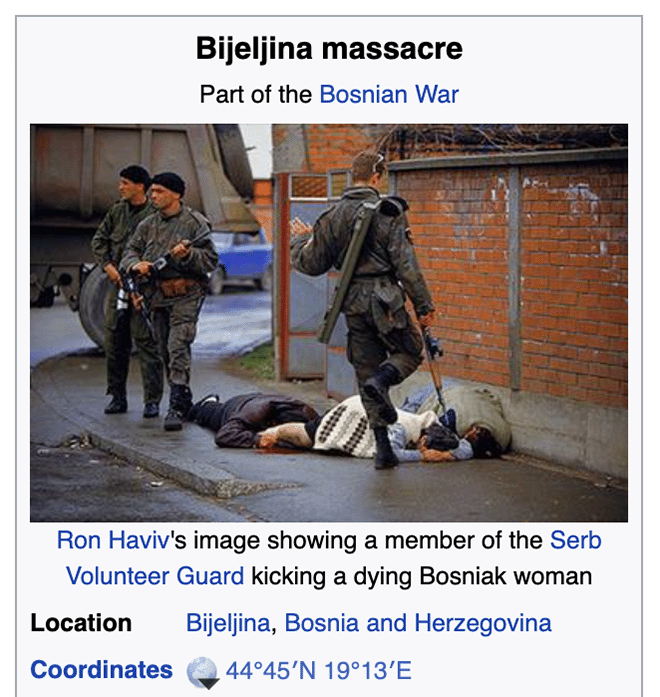 Bijeljina massacre
Part of the Bosnian War
Ron Haviv's image showing a member of the Serb
Volunteer Guard kicking a dying Bosniak woman
Location Bijeljina, Bosnia and Herzegovina
Coordinates 44°45′N 19°13′E